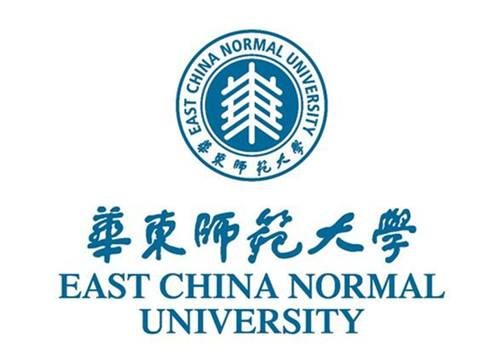 EAST CHINA NORMAL UNIVERSITY
華東師範大學
華東師範大學
EAST CHINA NORMAL
UNIVERSITY